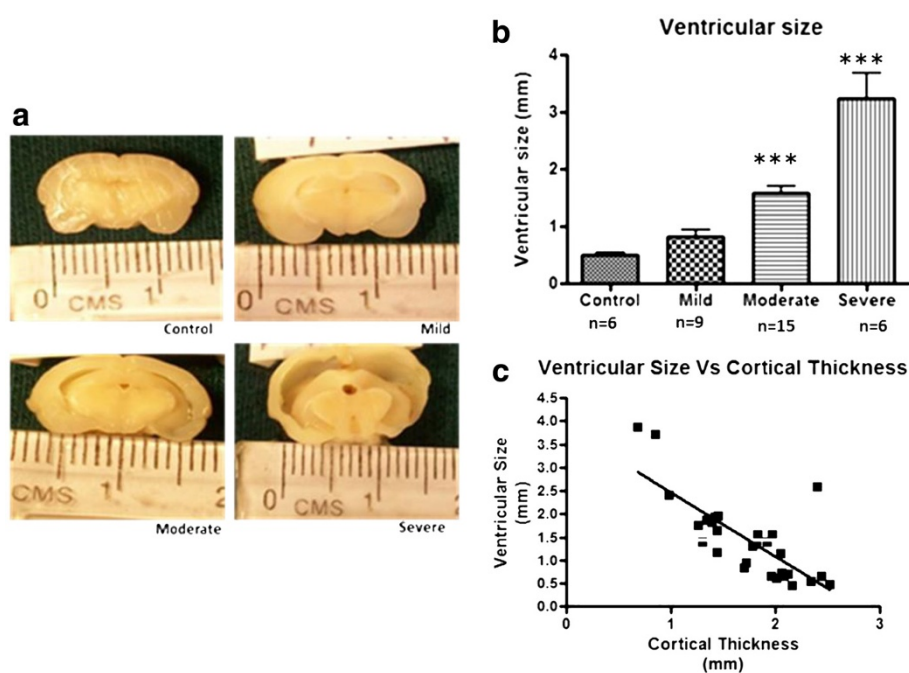 a
0 CMS 1
Control
CMS 1
Mild
CMS 1 2
Moderate
0 CMS 1 2
Severe
b
Ventricular size
Ventricular size (mm)
4
3
2
1
0
***
***
Control Mild Moderate Severe
n=6 n=9 n=15 n=6
c
Ventricular Size Vs Cortical Thickness
Ventricular Size
(mm)
4.5
4.0
3.5
3.0
2.5
2.0
1.5
1.0
0.5
0.0
0 1 2 3
Cortical Thickness
(mm)